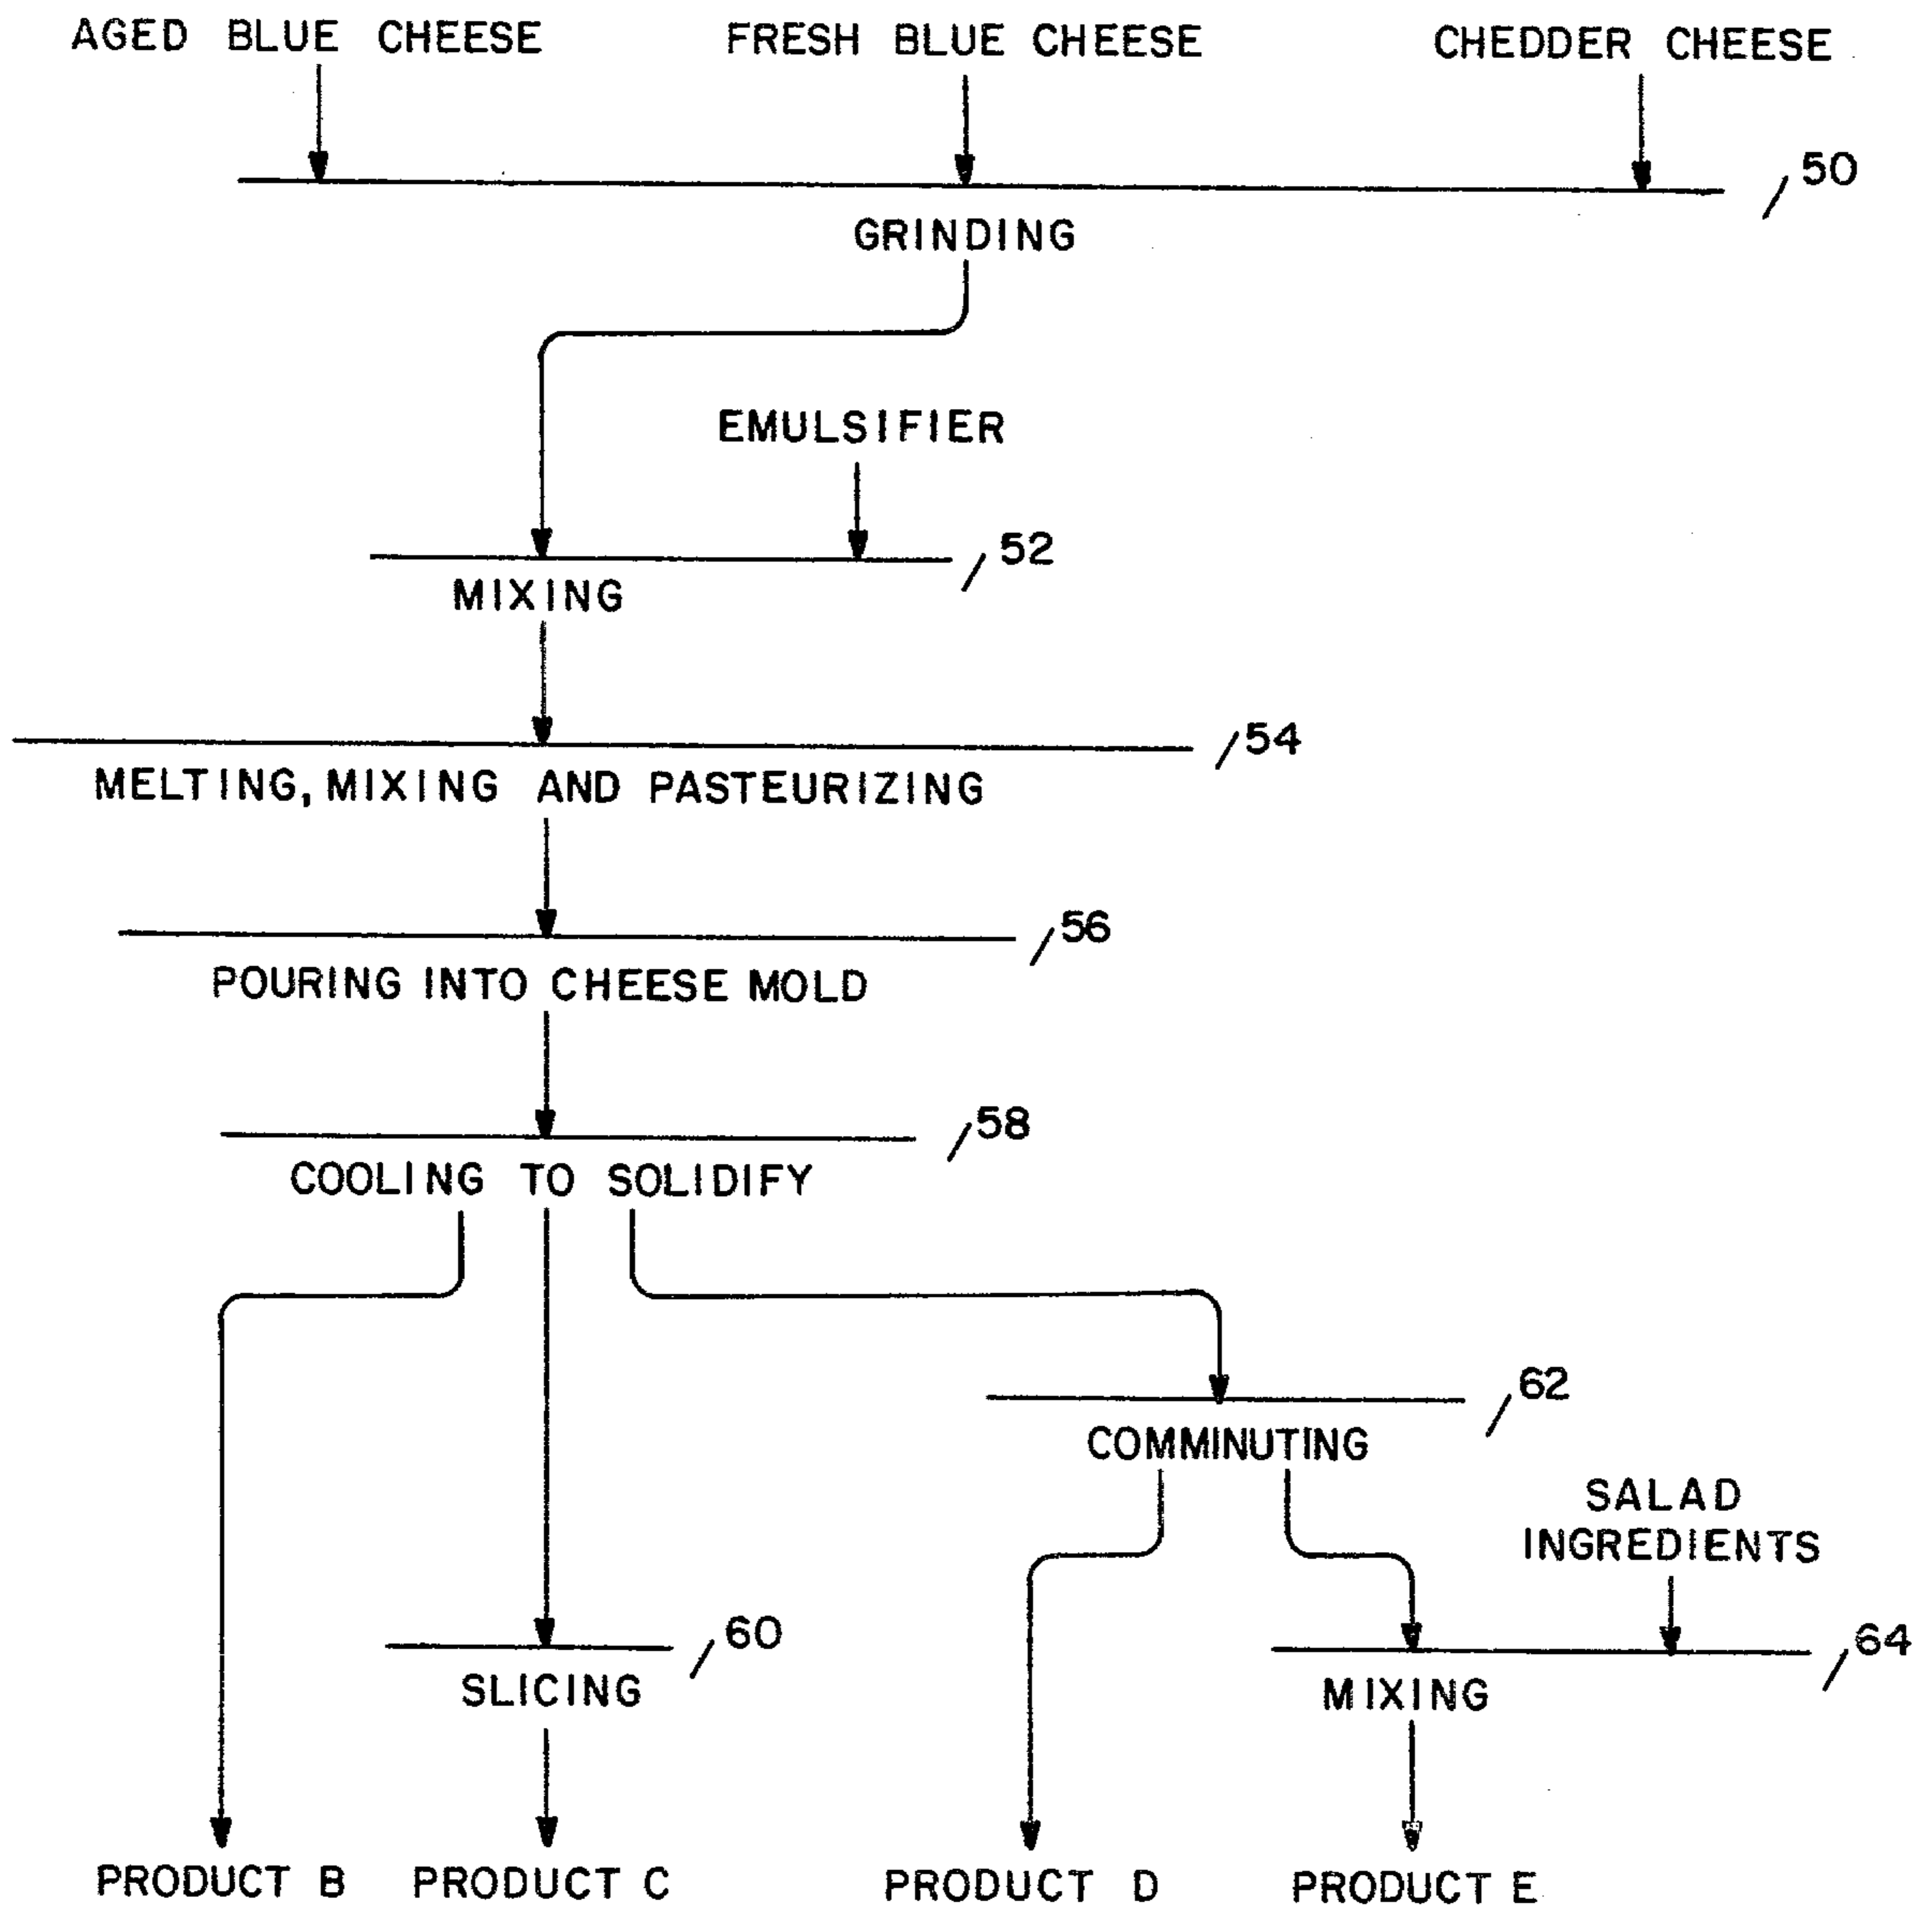 AGED BLUE CHEESE
FRESH BLUE CHEESE
CHEDDER CHEESE
50
GRINDING
EMULSIFIER
52
MIXING
54
MELTING, MIXING AND PASTEURIZING
56
POURING INTO CHEESE MOLD
58
COOLING TO SOLIDIFY
62
COMMINUTING
SALAD
INGREDIENTS
60
64
SLICING
MIXING
PRODUCT B
PRODUCT C
PRODUCT D
PRODUCT E